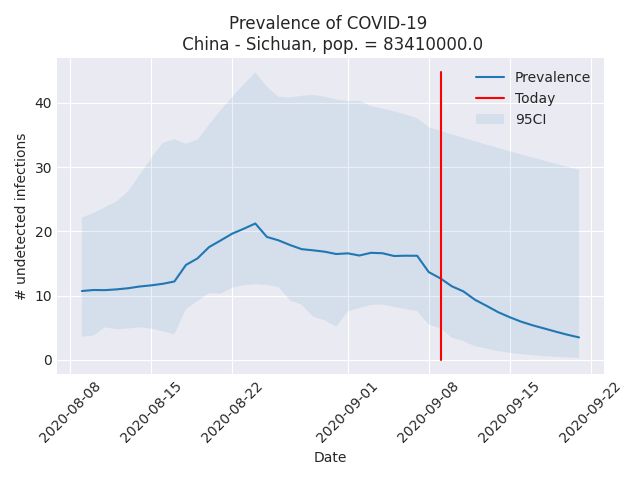 Prevalence of COVID-19
China - Sichuan, pop. = 83410000.0
Prevalence
Today
95CI
# undetected infections
40
30
20
10
0
2020-08-08
2020-08-15
2020-08-22
2020-09-01
2020-09-08
2020-09-15
2020-09-22
Date